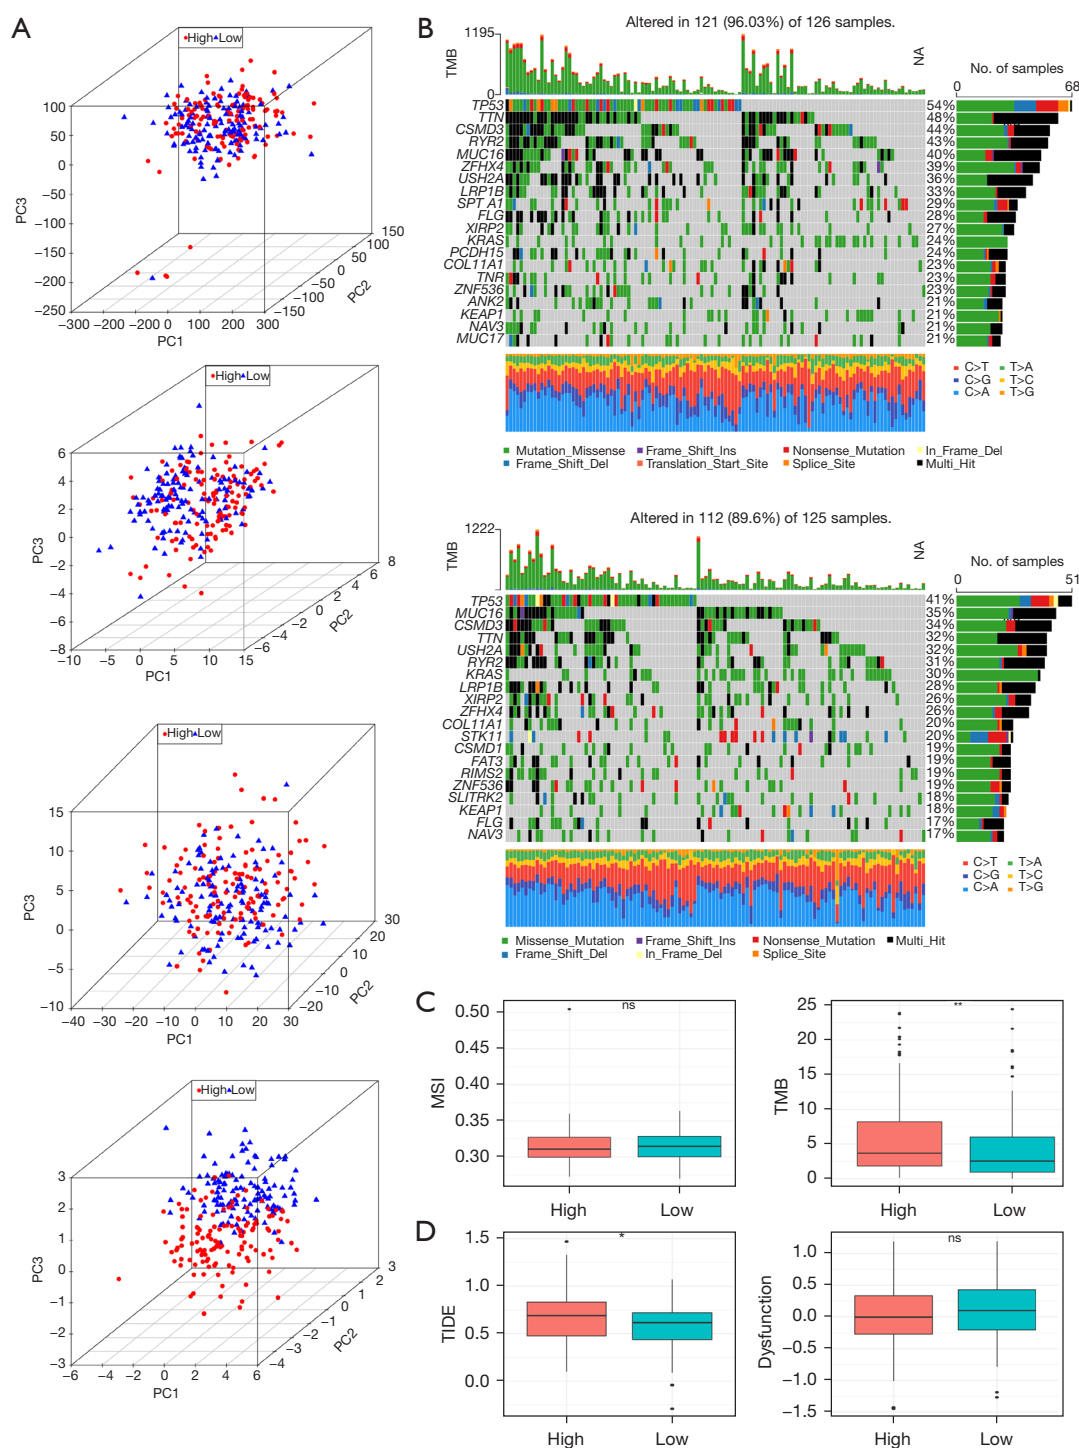 A
High Low
PC3
100
50
0
−50
−100
−150
−200
−250
−300 −100 0 100 200 300
PC1
−150
−100
−50
0
50
100
150
PC2
High Low
PC3
6
4
2
0
−2
−4
−6
−8
−10 −5 0 5 10 15
PC1
−6
−4
−2
0
2
4
6
8
PC2
High Low
PC3
15
10
5
0
−5
−10
−40 −30 −20 −10 0 10 20 30
PC1
−20
−10
0
10
20
30
PC2
High Low
PC3
3
2
1
0
−1
−2
−3
−6 −4 −2 0 2 4 6
PC1
−4
−3
−2
−1
0
1
2
3
PC2
B
Altered in 121 (96.03%) of 126 samples.
1195
TMB
0
NA
No. of samples
0 68
TP53 54%
TTN 48%
CSMD3 44%
RYR2 43%
MUC16 40%
ZFHX4 39%
USH2A 36%
LRP1B 33%
SPT A1 29%
FLG 28%
XIRP2 27%
KRAS 24%
PCDH15 24%
COL11A1 23%
TNR 23%
ZNF536 23%
ANK2 21%
KEAP1 21%
NAV3 21%
MUC17 21%
C>T T>A
C>G T>C
C>A T>G
Mutation_Missense Frame_Shift_Ins Nonsense_Mutation In_Frame_Del
Frame_Shift_Del Translation_Start_Site Splice_Site Multi_Hit
Altered in 112 (89.6%) of 125 samples.
1222
TMB
0
NA
No. of samples
0 51
TP53 41%
MUC16 35%
CSMD3 34%
TTN 32%
USH2A 32%
RYR2 31%
KRAS 30%
LRP1B 28%
XIRP2 26%
ZFHX4 26%
COL11A1 20%
STK11 20%
CSMD1 19%
FAT3 19%
RIMS2 19%
ZNF536 19%
SLITRK2 18%
KEAP1 18%
FLG 17%
NAV3 17%
C>T T>A
C>G T>C
C>A T>G
Missense_Mutation Frame_Shift_Ins Nonsense_Mutation Multi_Hit
Frame_Shift_Del In_Frame_Del Splice_Site
C
ns
MSI
0.50
0.45
0.40
0.35
0.30
High Low
**
TMB
25
20
15
10
5
0
High Low
D
*
TIDE
1.5
1.0
0.5
0.0
High Low
ns
Dysfunction
1.0
0.5
0.0
−0.5
−1.0
−1.5
High Low